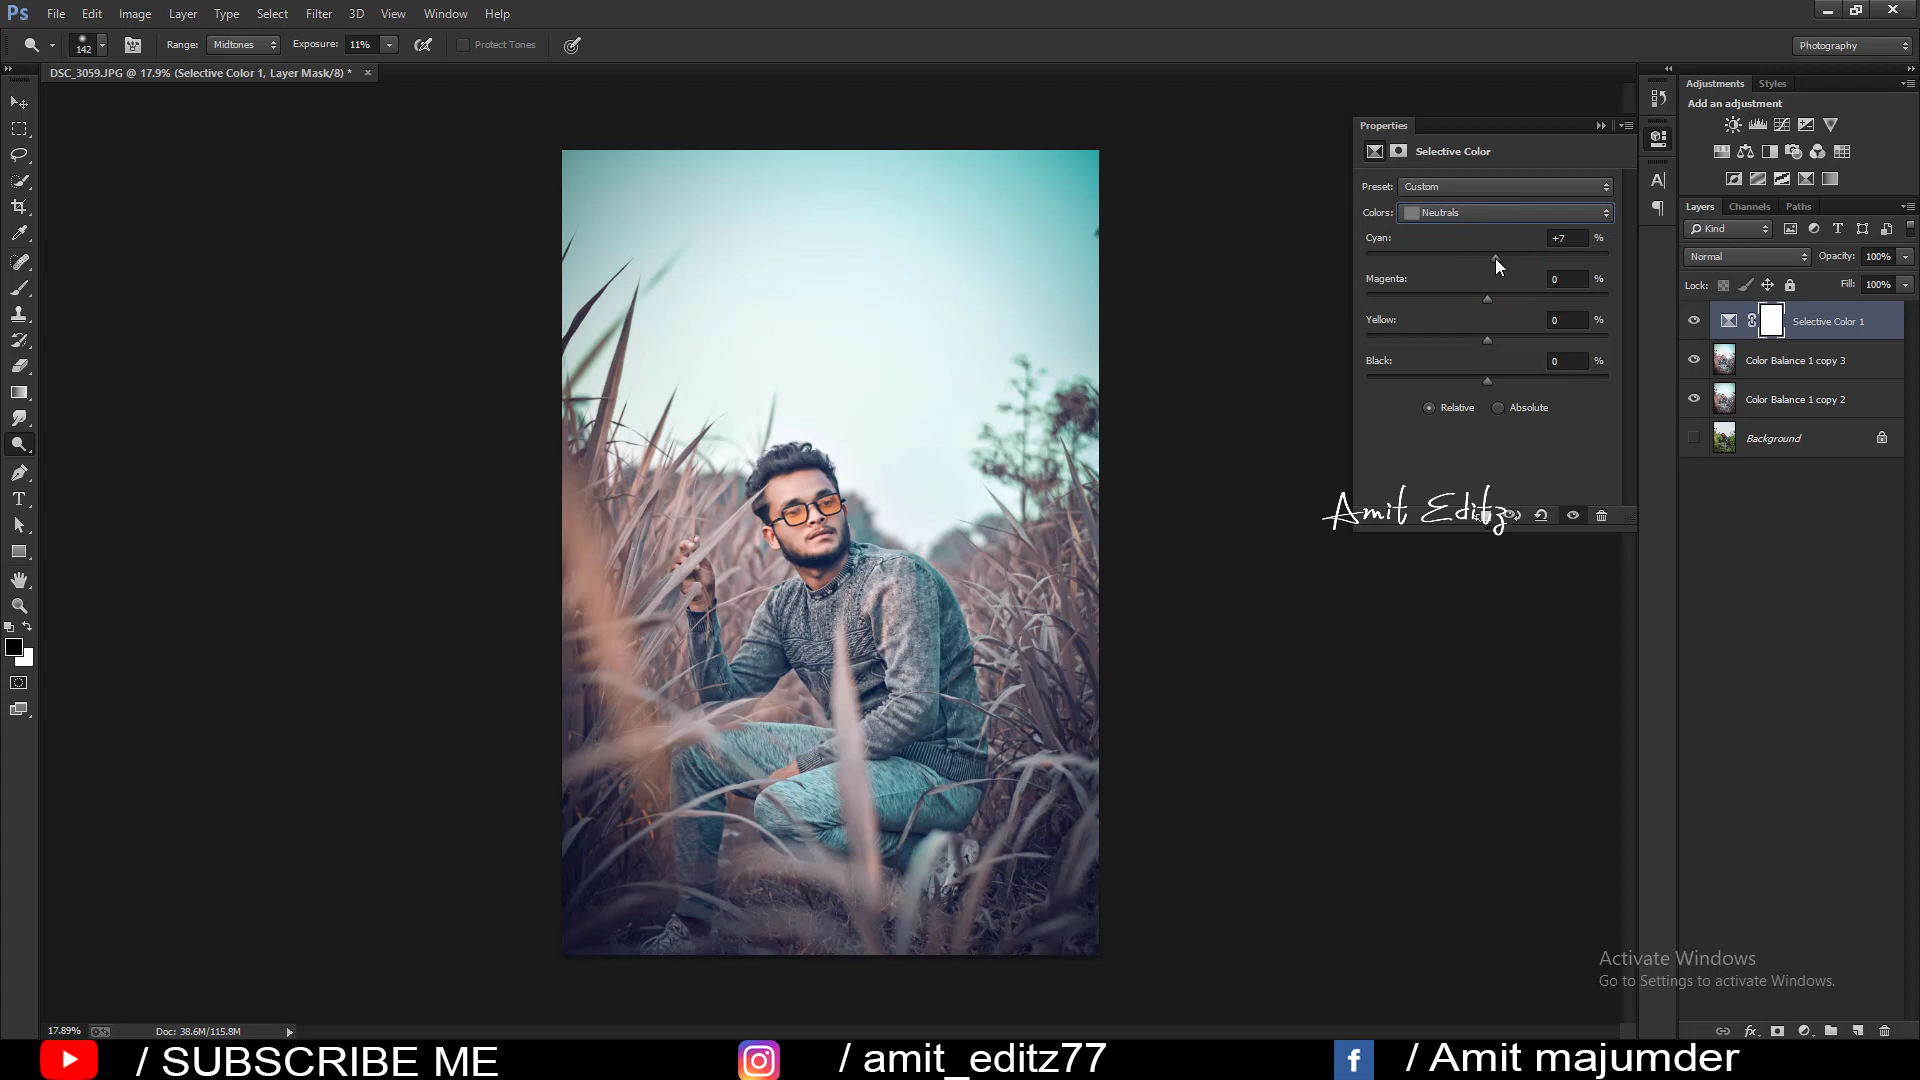 Ps File Edit Image Layer Type Select Filter 3D View Window Help
142 Range: Midtones Exposure: 11% Protect Tones Photography
DSC_3059.JPG @ 17.9% (Selective Color 1, Layer Mask/8) * ×
Properties
Selective Color
Preset: Custom
Colors: Neutrals
Cyan: +7 %
Magenta: 0 %
Yellow: 0 %
Black: 0 %
Relative Absolute
Amit Editz
Adjustments Styles
Add an adjustment
Layers Channels Paths
Kind
Normal Opacity: 100%
Lock: Fill: 100%
Selective Color 1
Color Balance 1 copy 3
Color Balance 1 copy 2
Background
Activate Windows
Go to Settings to activate Windows.
17.89% Doc: 38.6M/115.8M
/ SUBSCRIBE ME / amit_editz77 / Amit majumder